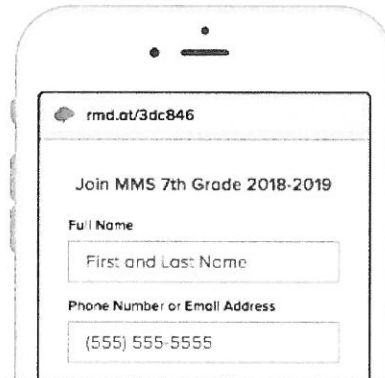 rmd.at/3dc846
Join MMS 7th Grade 2018-2019
Full Name
First and Last Name
Phone Number or Email Address
(555) 555-5555